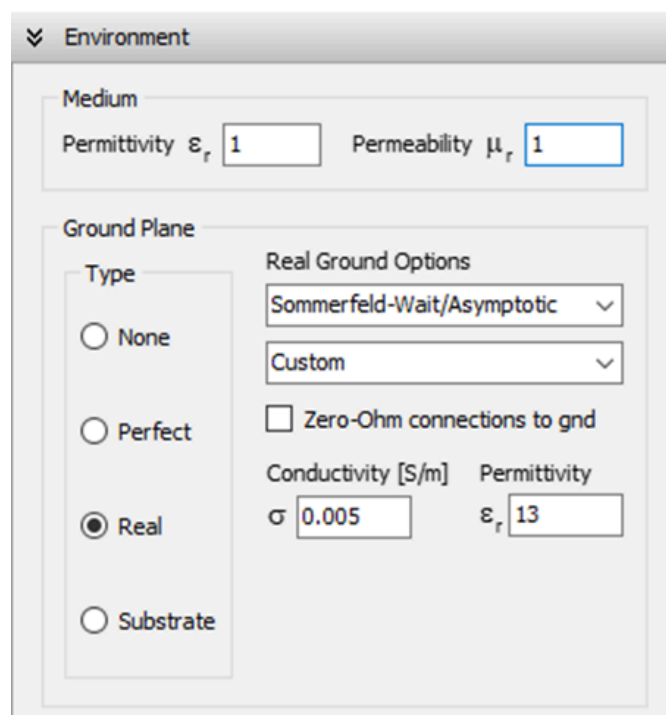 Environment
Medium
Permittivity εr 1 Permeability μr 1
Ground Plane
Type
Real Ground Options
None
Sommerfeld-Wait/Asymptotic
Custom
Zero-Ohm connections to gnd
Perfect
Conductivity [S/m] Permittivity
Real
σ 0.005 εr 13
Substrate